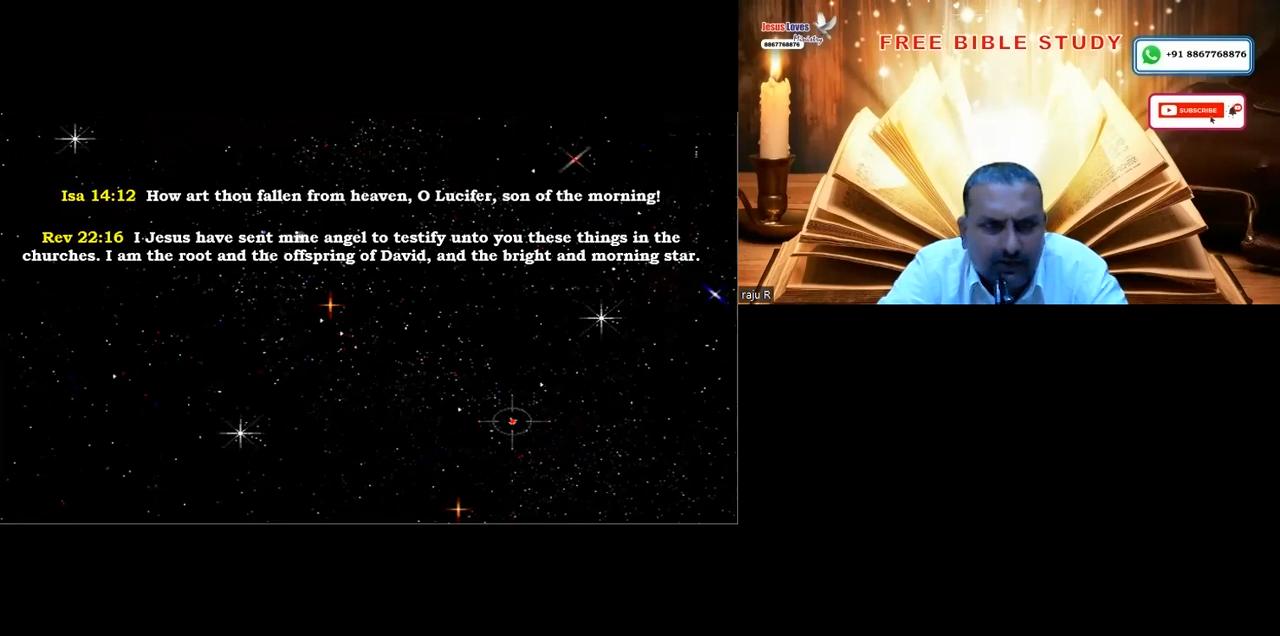 Isa 14:12 How art thou fallen from heaven, O Lucifer, son of the morning!
Rev 22:16 I Jesus have sent mine angel to testify unto you these things in the
churches. I am the root and the offspring of David, and the bright and morning star.
Jesus Loves
Ministry
8867768876
FREE BIBLE STUDY
+91 8867768876
SUBSCRIBE
raju R